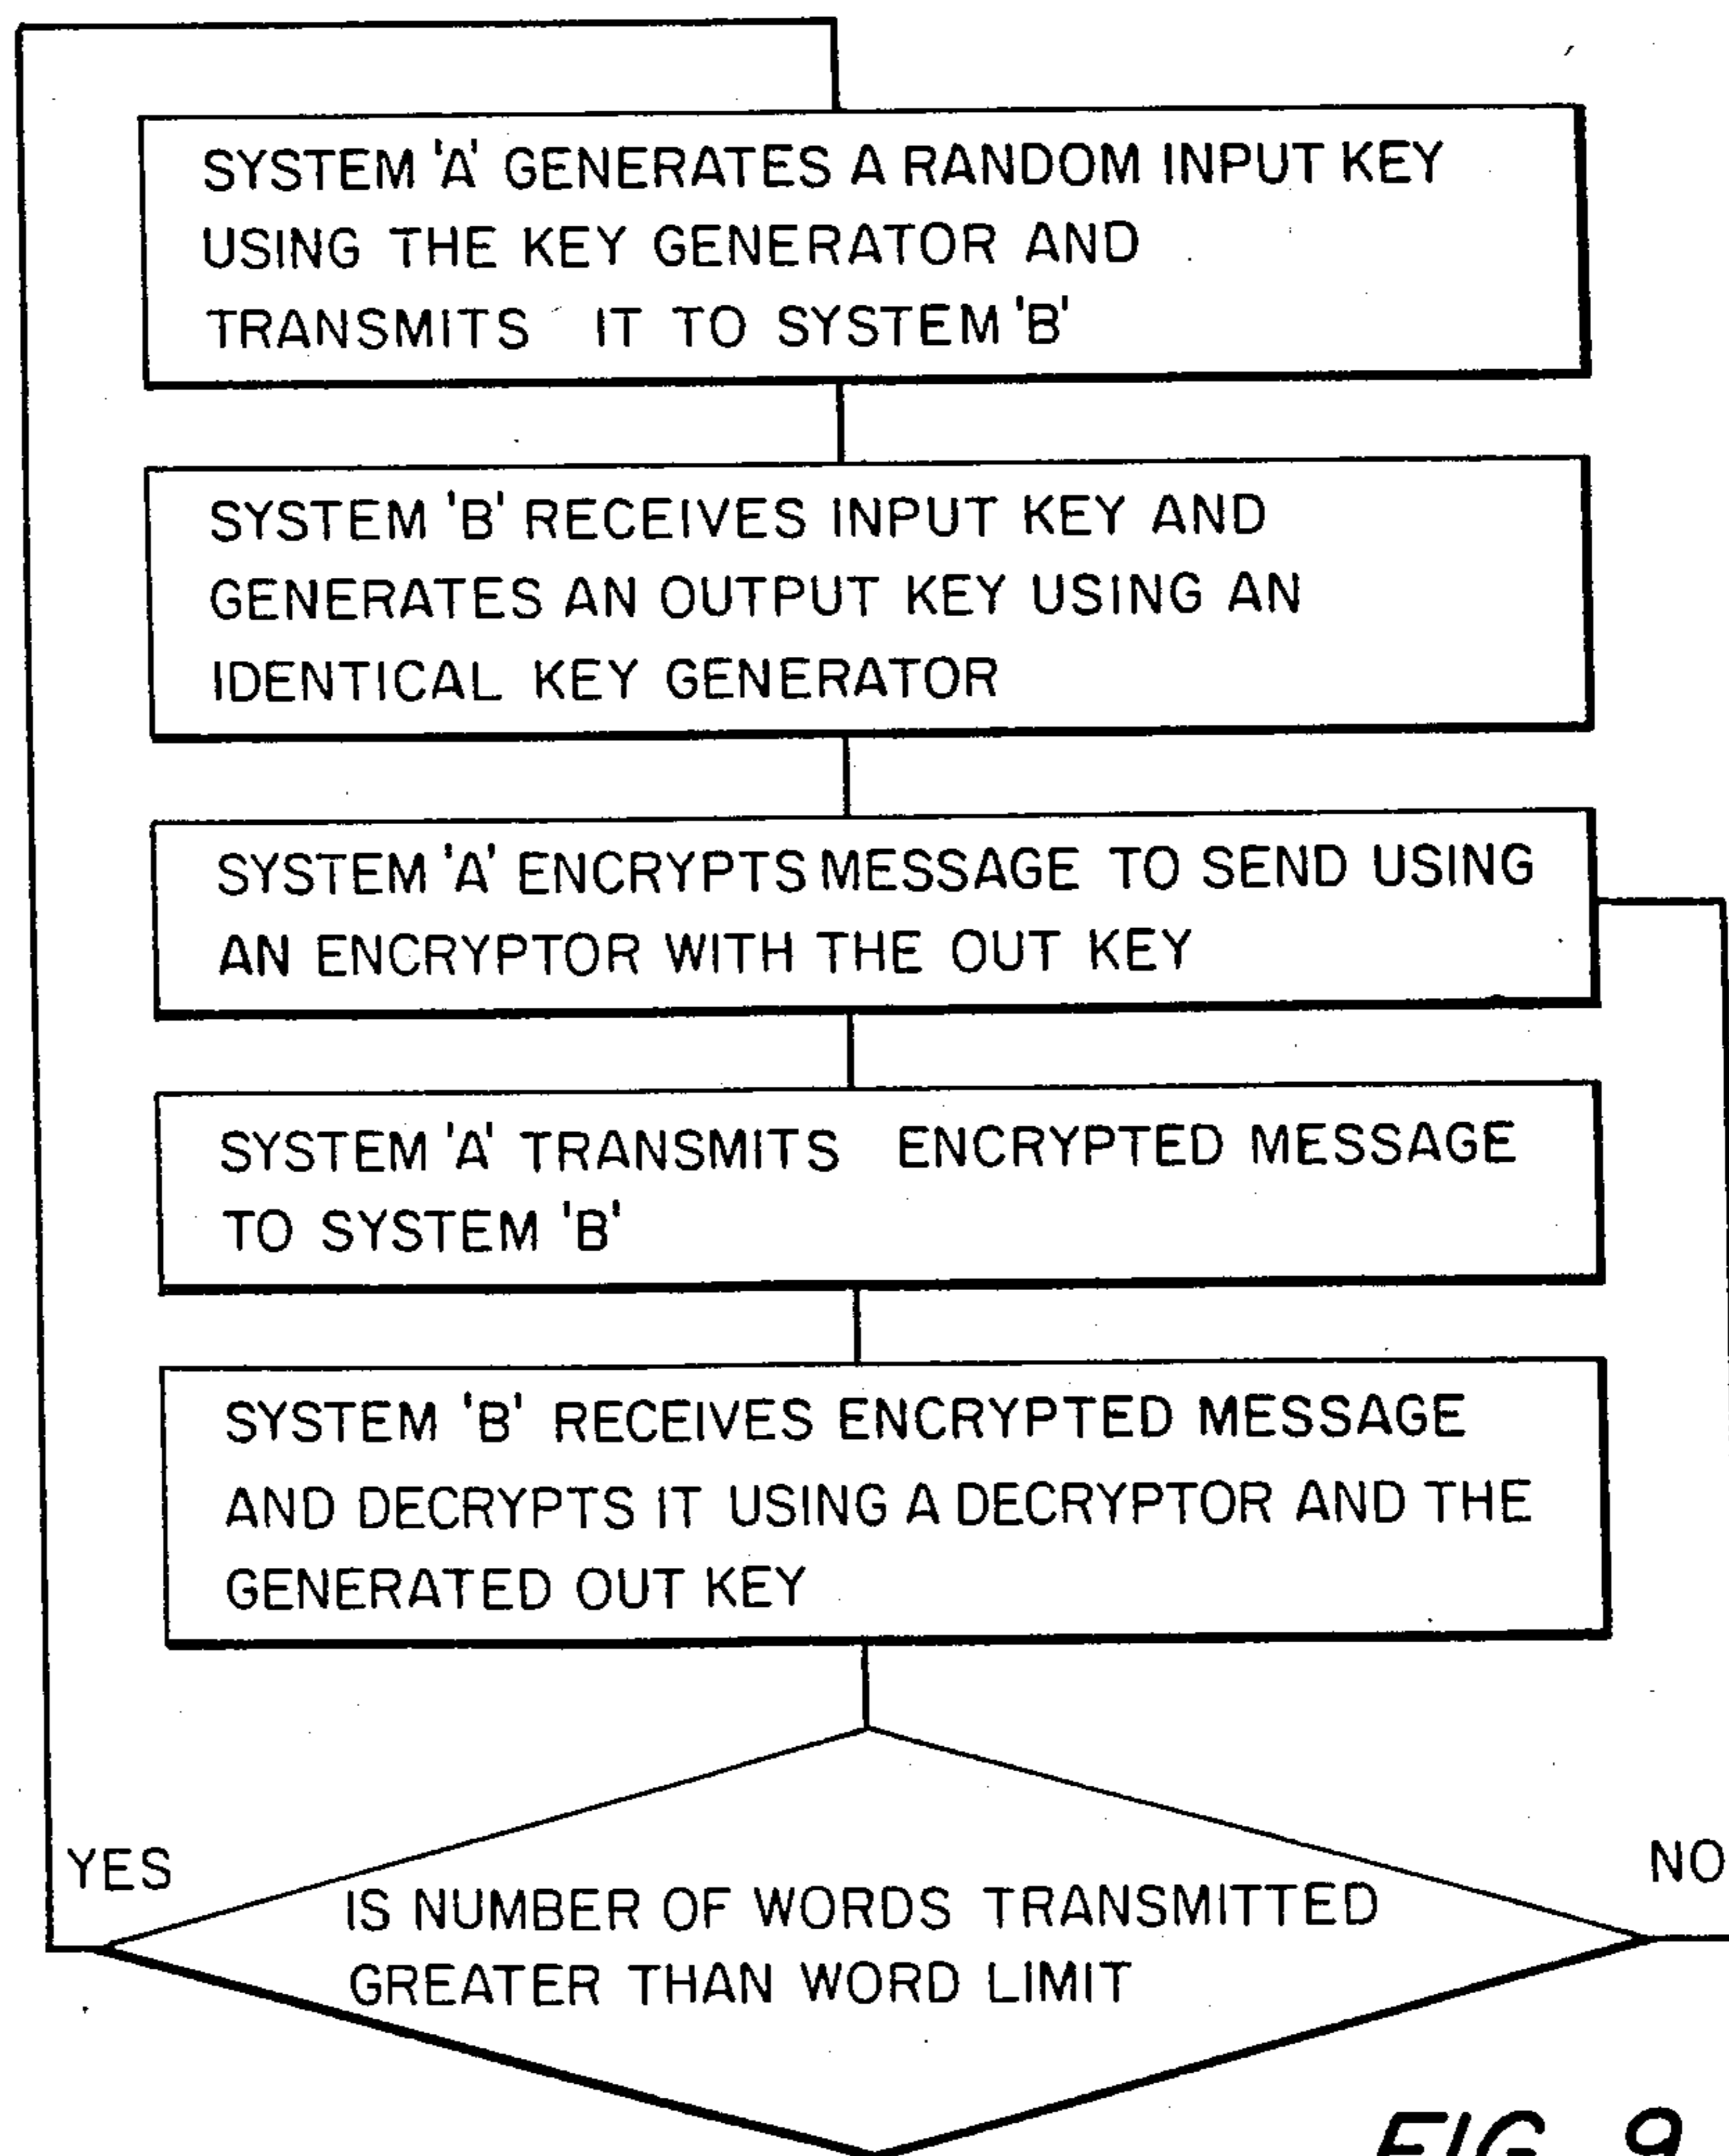 SYSTEM 'A' GENERATES A RANDOM INPUT KEY
USING THE KEY GENERATOR AND
TRANSMITS IT TO SYSTEM 'B'
SYSTEM 'B' RECEIVES INPUT KEY AND
GENERATES AN OUTPUT KEY USING AN
IDENTICAL KEY GENERATOR
SYSTEM 'A' ENCRYPTS MESSAGE TO SEND USING
AN ENCRYPTOR WITH THE OUT KEY
SYSTEM 'A' TRANSMITS ENCRYPTED MESSAGE
TO SYSTEM 'B'
SYSTEM 'B' RECEIVES ENCRYPTED MESSAGE
AND DECRYPTS IT USING A DECRYPTOR AND THE
GENERATED OUT KEY
YES
NO
IS NUMBER OF WORDS TRANSMITTED
GREATER THAN WORD LIMIT
FIG. 9